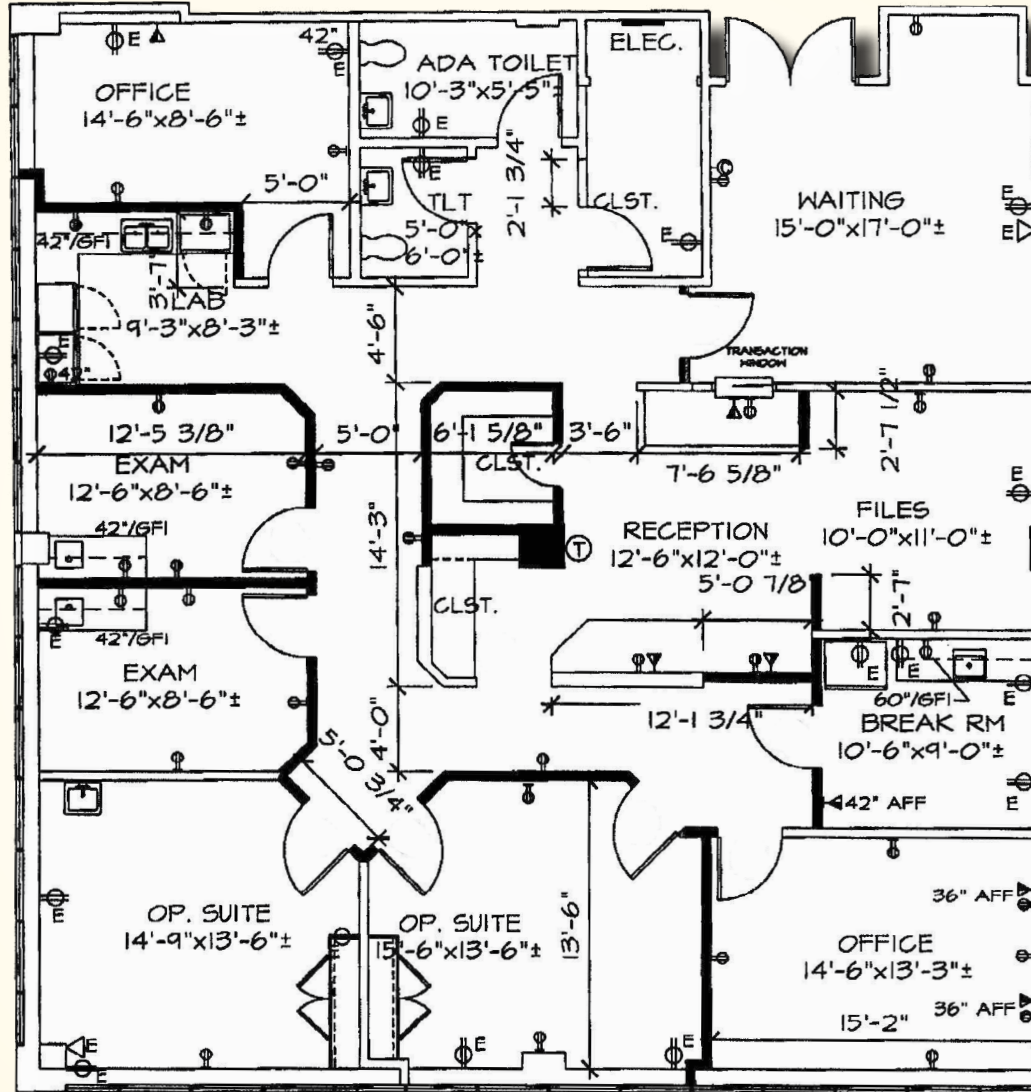 E
42"
E
ELEC.
OFFICE
14'-6"x8'-6"±
ADA TOILET
10'-3"x5'-5"±
E
E
5'-0"
TLT
5'-0"x
6'-0"±
2'-1 3/4"
CLST.
E
WAITING
15'-0"x17'-0"±
E
E
42"/GFI
3'-7"
LAB
9'-3"x8'-3"±
E
42"
4'-6"
TRANSACTION
WINDOW
2'-7 1/2"
12'-5 3/8"
5'-0"
6'-1 5/8"
3'-6"
7'-6 5/8"
EXAM
12'-6"x8'-6"±
CLST.
E
42"/GFI
14'-3"
RECEPTION
12'-6"x12'-0"±
FILES
10'-0"x11'-0"±
T
5'-0 7/8
2'-7"
CLST.
42"/GFI
E
EXAM
12'-6"x8'-6"±
E
E
E
60"/GFI
12'-1 3/4"
BREAK RM
10'-6"x9'-0"±
4'-0"
5'-0 3/4"
E
42" AFF
E
OP. SUITE
14'-9"x13'-6"±
E
OP. SUITE
15'-6"x13'-6"±
13'-6"
36" AFF
OFFICE
14'-6"x13'-3"±
36" AFF
15'-2"
E
E
E
E